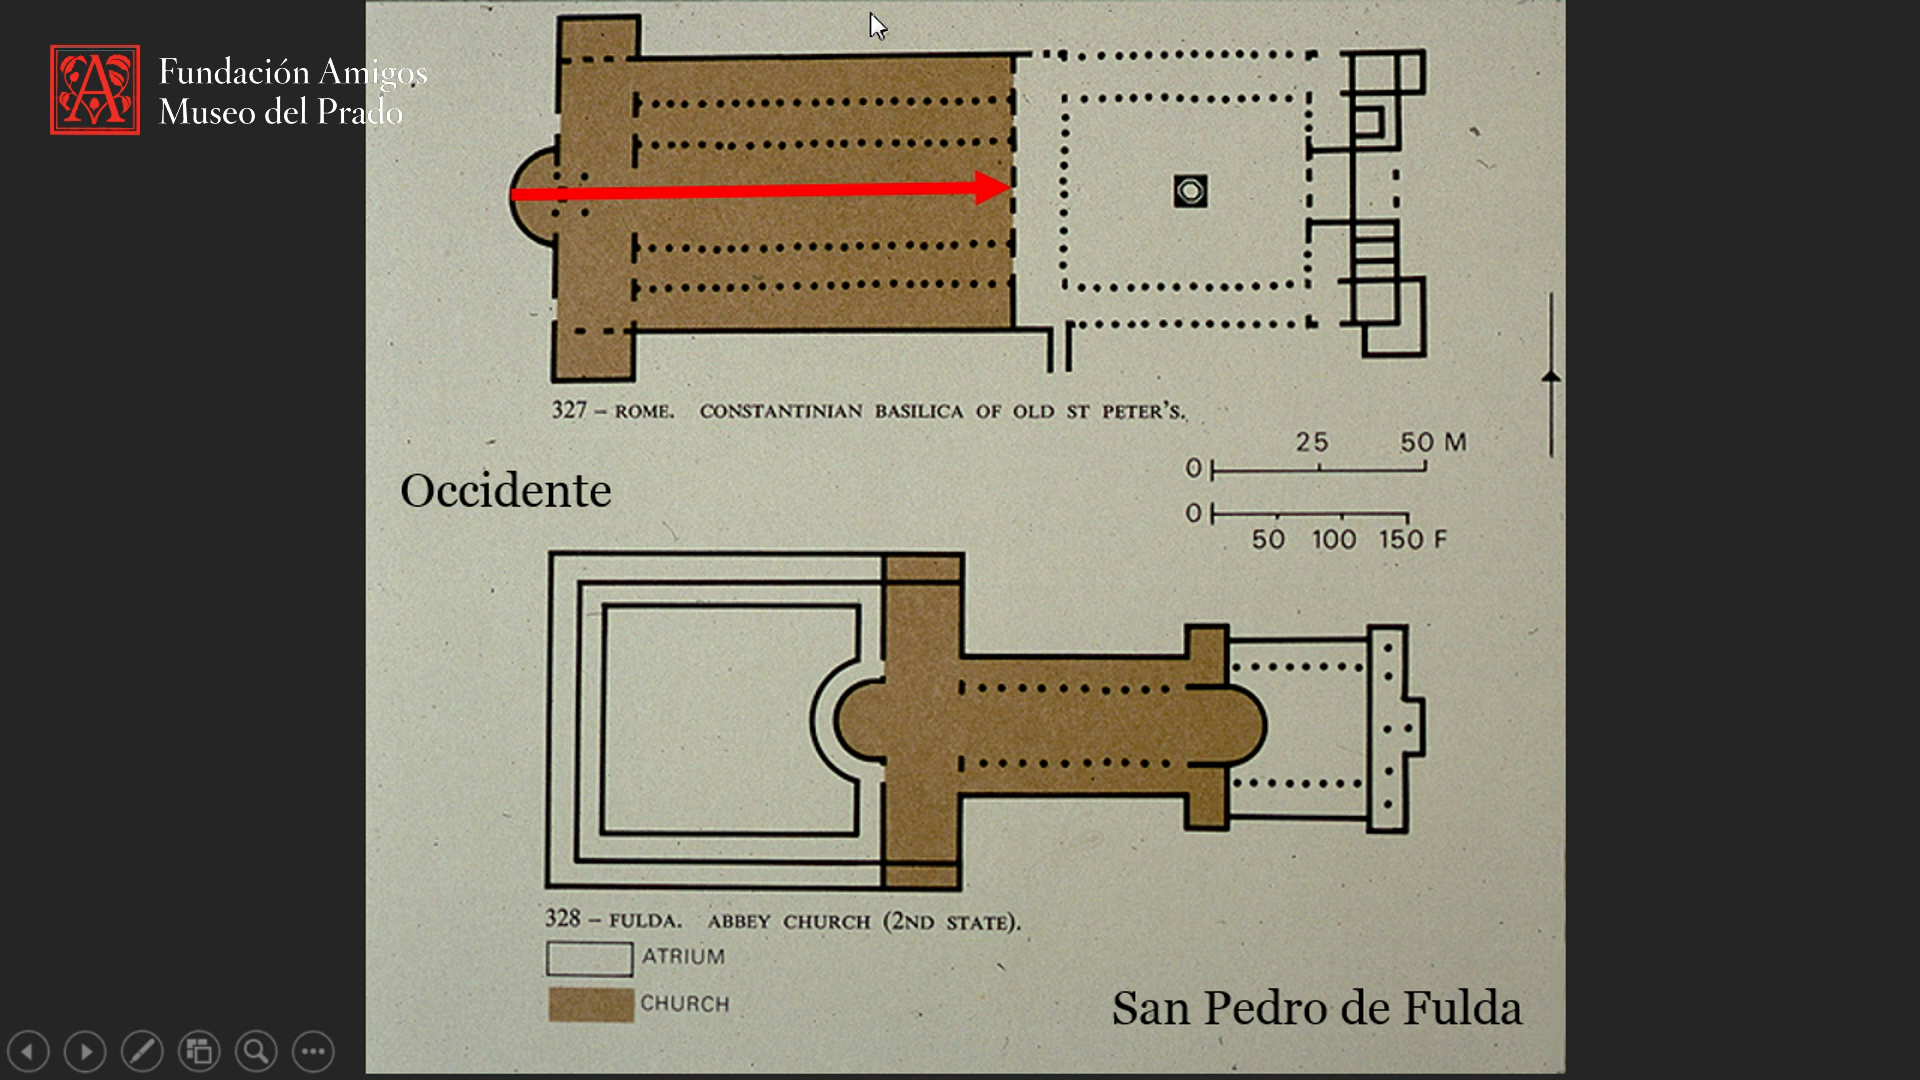 Fundación Amigos
Museo del Prado
327 – ROME. CONSTANTINIAN BASILICA OF OLD ST PETER'S.
25 50 M
0
Occidente
0
50 100 150 F
328 – FULDA. ABBEY CHURCH (2ND STATE).
ATRIUM
CHURCH
San Pedro de Fulda